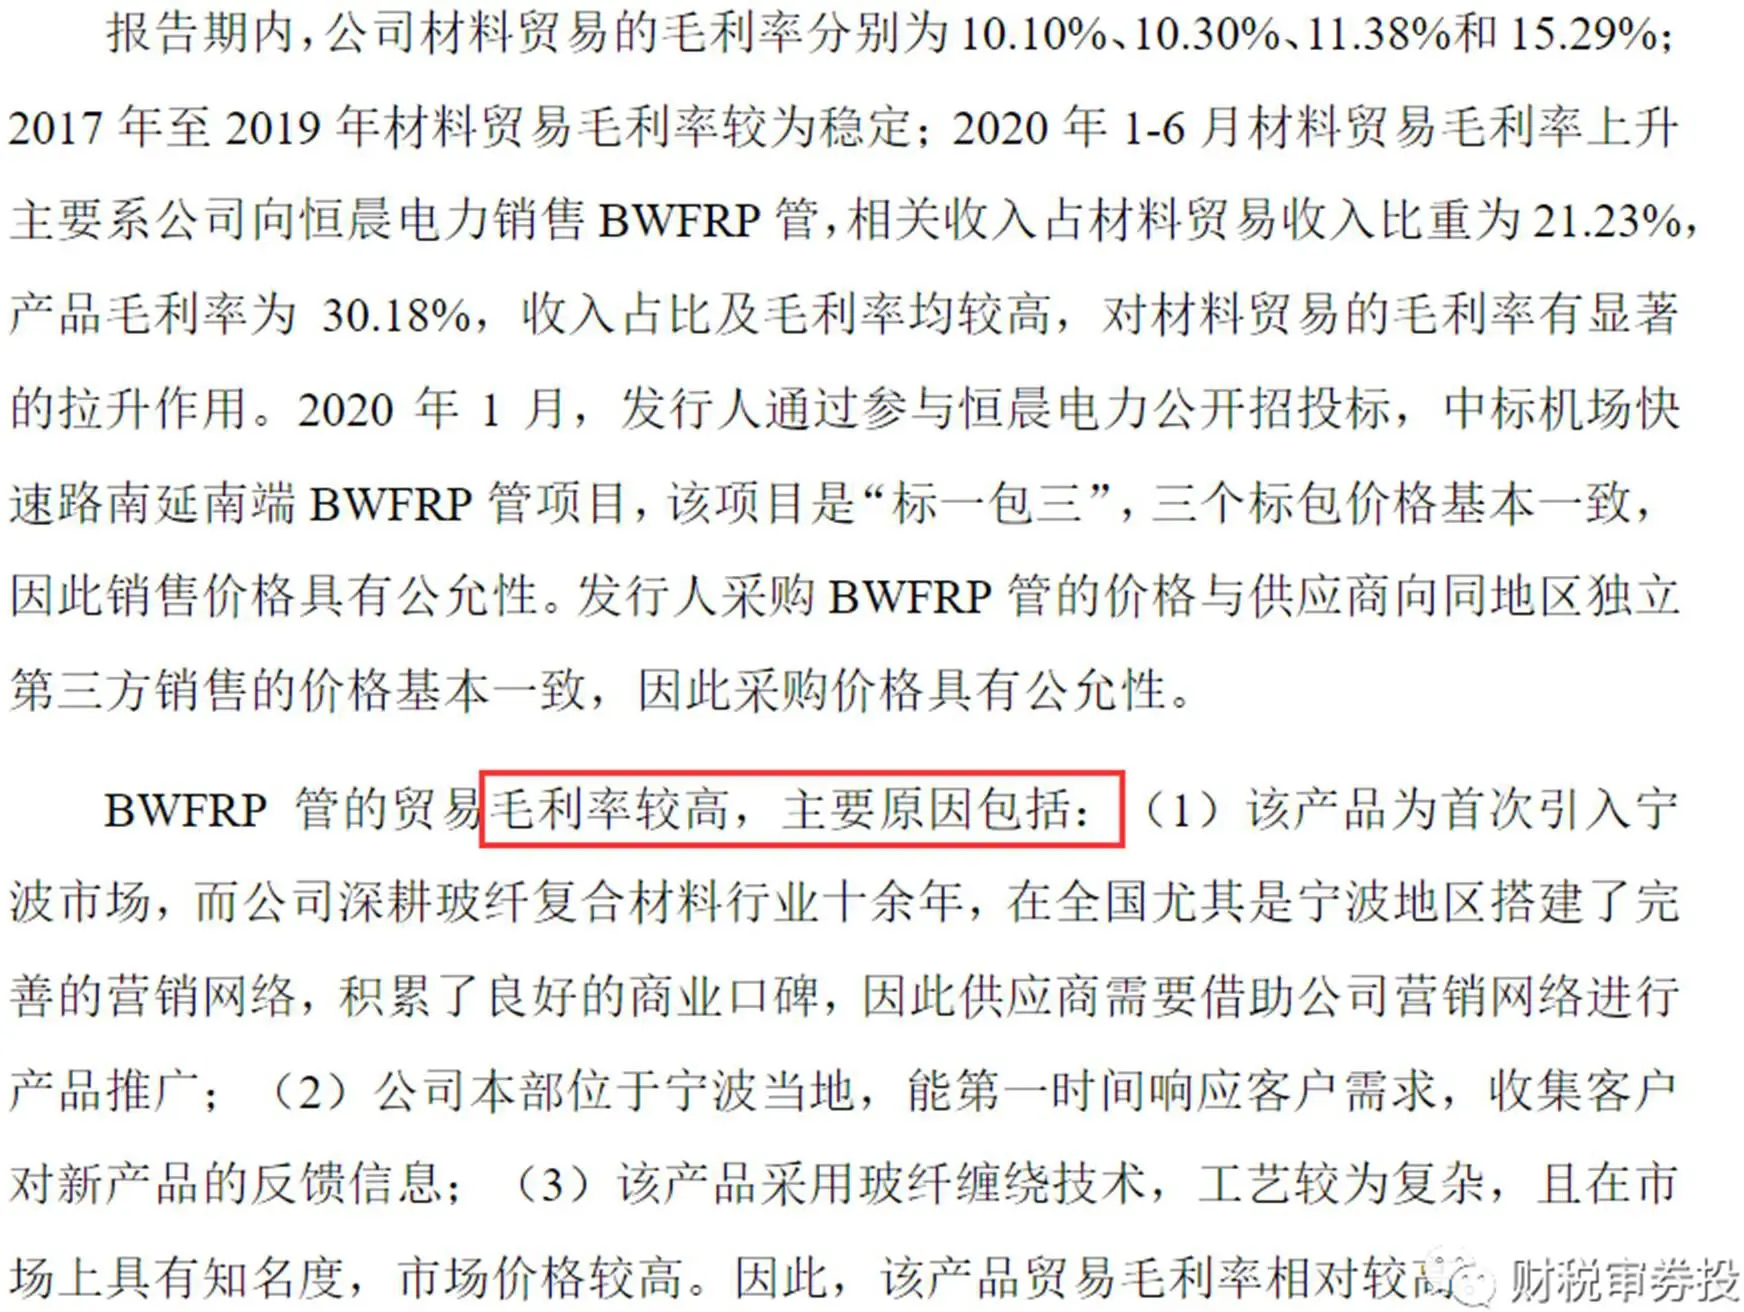 报告期内，公司材料贸易的毛利率分别为10.10%、10.30%、11.38%和15.29%；
2017年至2019年材料贸易毛利率较为稳定；2020年1-6月材料贸易毛利率上升
主要系公司向恒晨电力销售BWFRP管，相关收入占材料贸易收入比重为21.23%，
产品毛利率为 30.18%，收入占比及毛利率均较高，对材料贸易的毛利率有显著
的拉升作用。2020 年 1 月，发行人通过参与恒晨电力公开招投标，中标机场快
速路南延南端BWFRP管项目，该项目是“标一包三”，三个标包价格基本一致，
因此销售价格具有公允性。发行人采购BWFRP管的价格与供应商向同地区独立
第三方销售的价格基本一致，因此采购价格具有公允性。
BWFRP 管的贸易毛利率较高，主要原因包括：（1）该产品为首次引入宁
波市场，而公司深耕玻纤复合材料行业十余年，在全国尤其是宁波地区搭建了完
善的营销网络，积累了良好的商业口碑，因此供应商需要借助公司营销网络进行
产品推广；（2）公司本部位于宁波当地，能第一时间响应客户需求，收集客户
对新产品的反馈信息；（3）该产品采用玻纤缠绕技术，工艺较为复杂，且在市
场上具有知名度，市场价格较高。因此，该产品贸易毛利率相对较高
财税审券投